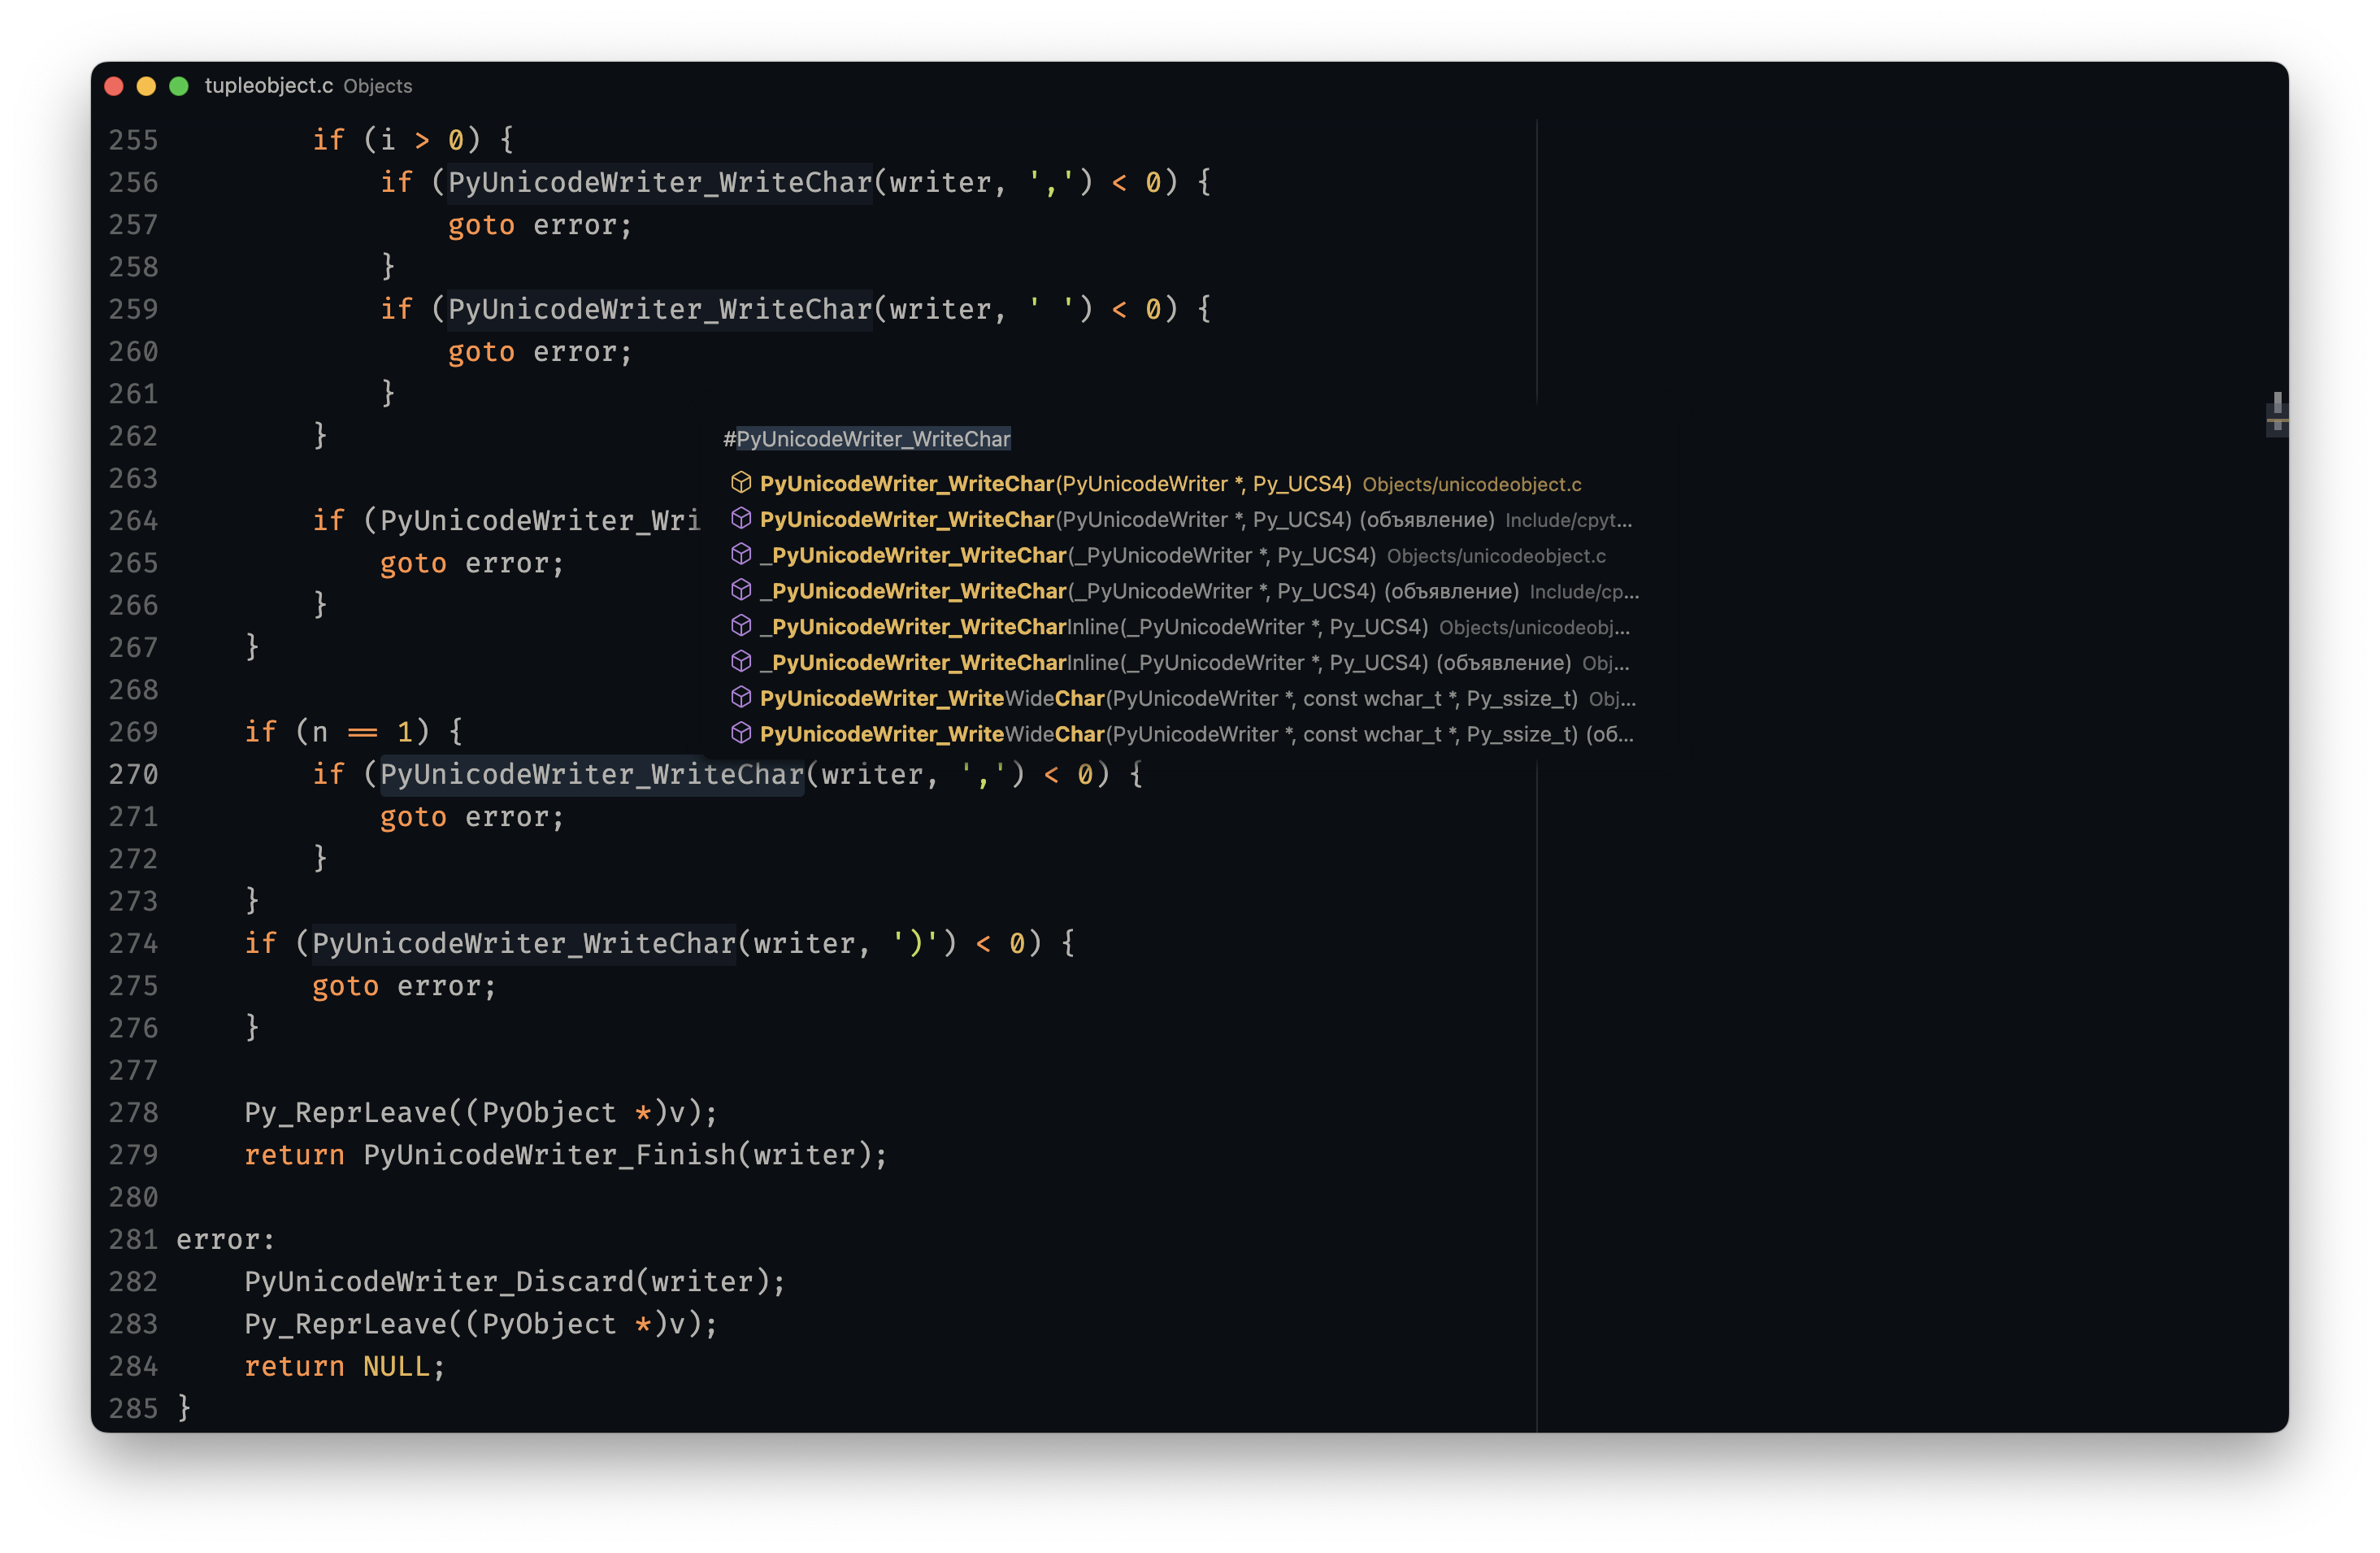 tupleobject.c Objects
255         if (i > 0) {
256             if (PyUnicodeWriter_WriteChar(writer, ',') < 0) {
257                 goto error;
258             }
259             if (PyUnicodeWriter_WriteChar(writer, ' ') < 0) {
260                 goto error;
261             }
262         }
263
264         if (PyUnicodeWriter_Wri
265             goto error;
266         }
267     }
268
#PyUnicodeWriter_WriteChar
PyUnicodeWriter_WriteChar(PyUnicodeWriter *, Py_UCS4) Objects/unicodeobject.c
PyUnicodeWriter_WriteChar(PyUnicodeWriter *, Py_UCS4) (объявление) Include/cpyt...
_PyUnicodeWriter_WriteChar(_PyUnicodeWriter *, Py_UCS4) Objects/unicodeobject.c
_PyUnicodeWriter_WriteChar(_PyUnicodeWriter *, Py_UCS4) (объявление) Include/cp...
_PyUnicodeWriter_WriteCharInline(_PyUnicodeWriter *, Py_UCS4) Objects/unicodeobj...
_PyUnicodeWriter_WriteCharInline(_PyUnicodeWriter *, Py_UCS4) (объявление) Obj...
PyUnicodeWriter_WriteWideChar(PyUnicodeWriter *, const wchar_t *, Py_ssize_t) Obj...
PyUnicodeWriter_WriteWideChar(PyUnicodeWriter *, const wchar_t *, Py_ssize_t) (об...
269     if (n == 1) {
270         if (PyUnicodeWriter_WriteChar(writer, ',') < 0) {
271             goto error;
272         }
273     }
274     if (PyUnicodeWriter_WriteChar(writer, ')') < 0) {
275         goto error;
276     }
277
278     Py_ReprLeave((PyObject *)v);
279     return PyUnicodeWriter_Finish(writer);
280
281 error:
282     PyUnicodeWriter_Discard(writer);
283     Py_ReprLeave((PyObject *)v);
284     return NULL;
285 }